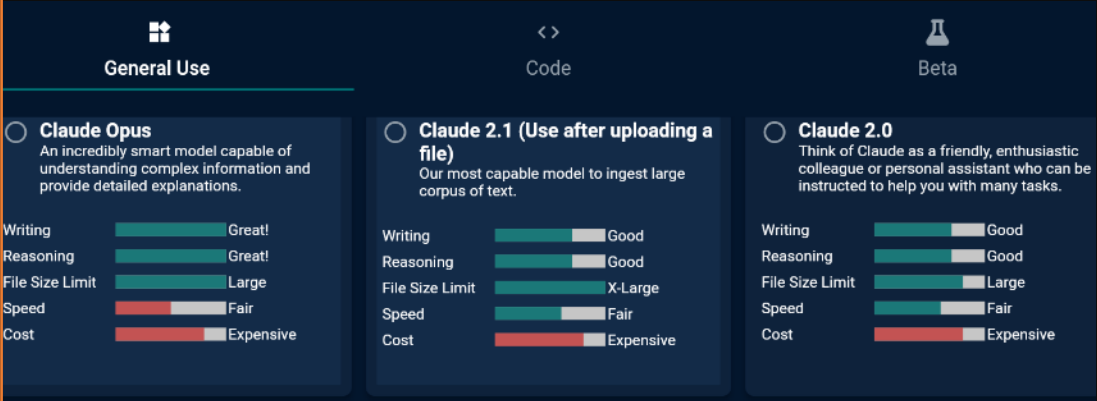 General Use
Code
Beta
Claude Opus
An incredibly smart model capable of
understanding complex information and
provide detailed explanations.
Writing Great!
Reasoning Great!
File Size Limit Large
Speed Fair
Cost Expensive
Claude 2.1 (Use after uploading a
file)
Our most capable model to ingest large
corpus of text.
Writing Good
Reasoning Good
File Size Limit X-Large
Speed Fair
Cost Expensive
Claude 2.0
Think of Claude as a friendly, enthusiastic
colleague or personal assistant who can be
instructed to help you with many tasks.
Writing Good
Reasoning Good
File Size Limit Large
Speed Fair
Cost Expensive